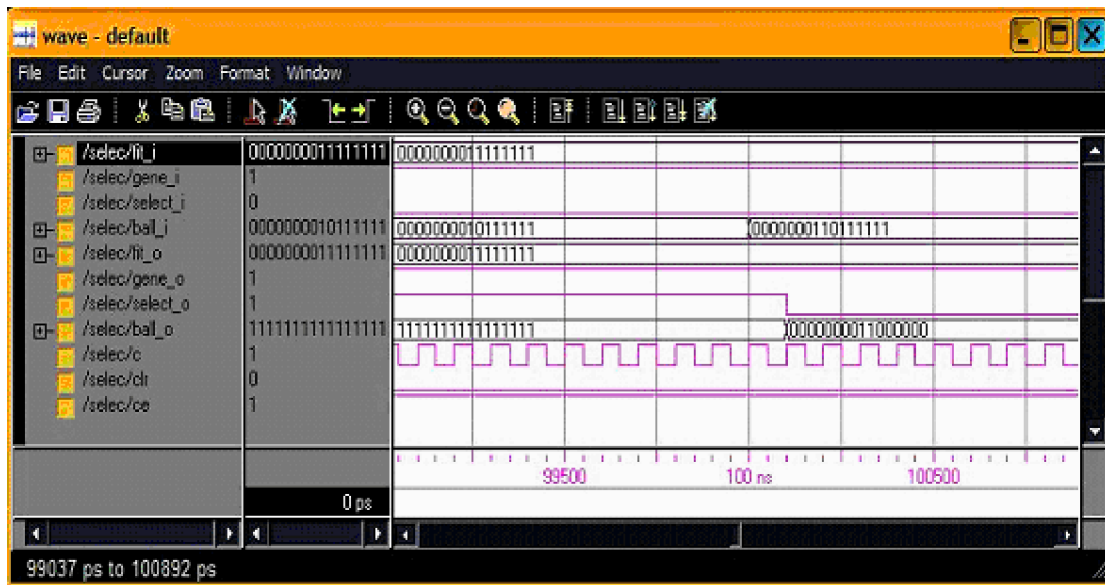 wave - default
File Edit Cursor Zoom Format Window
/selec/fit_i 0000000011111111 0000000011111111
/selec/gene_i 1
/selec/select_i 0
/selec/ball_i 0000000010111111 0000000010111111 0000000110111111
/selec/fit_o 0000000011111111 0000000011111111
/selec/gene_o 1
/selec/select_o 1
/selec/ball_o 1111111111111111 1111111111111111 0000000011000000
/selec/c 1
/selec/clr 0
/selec/ce 1
99500 100 ns 100500
0 ps
99037 ps to 100892 ps